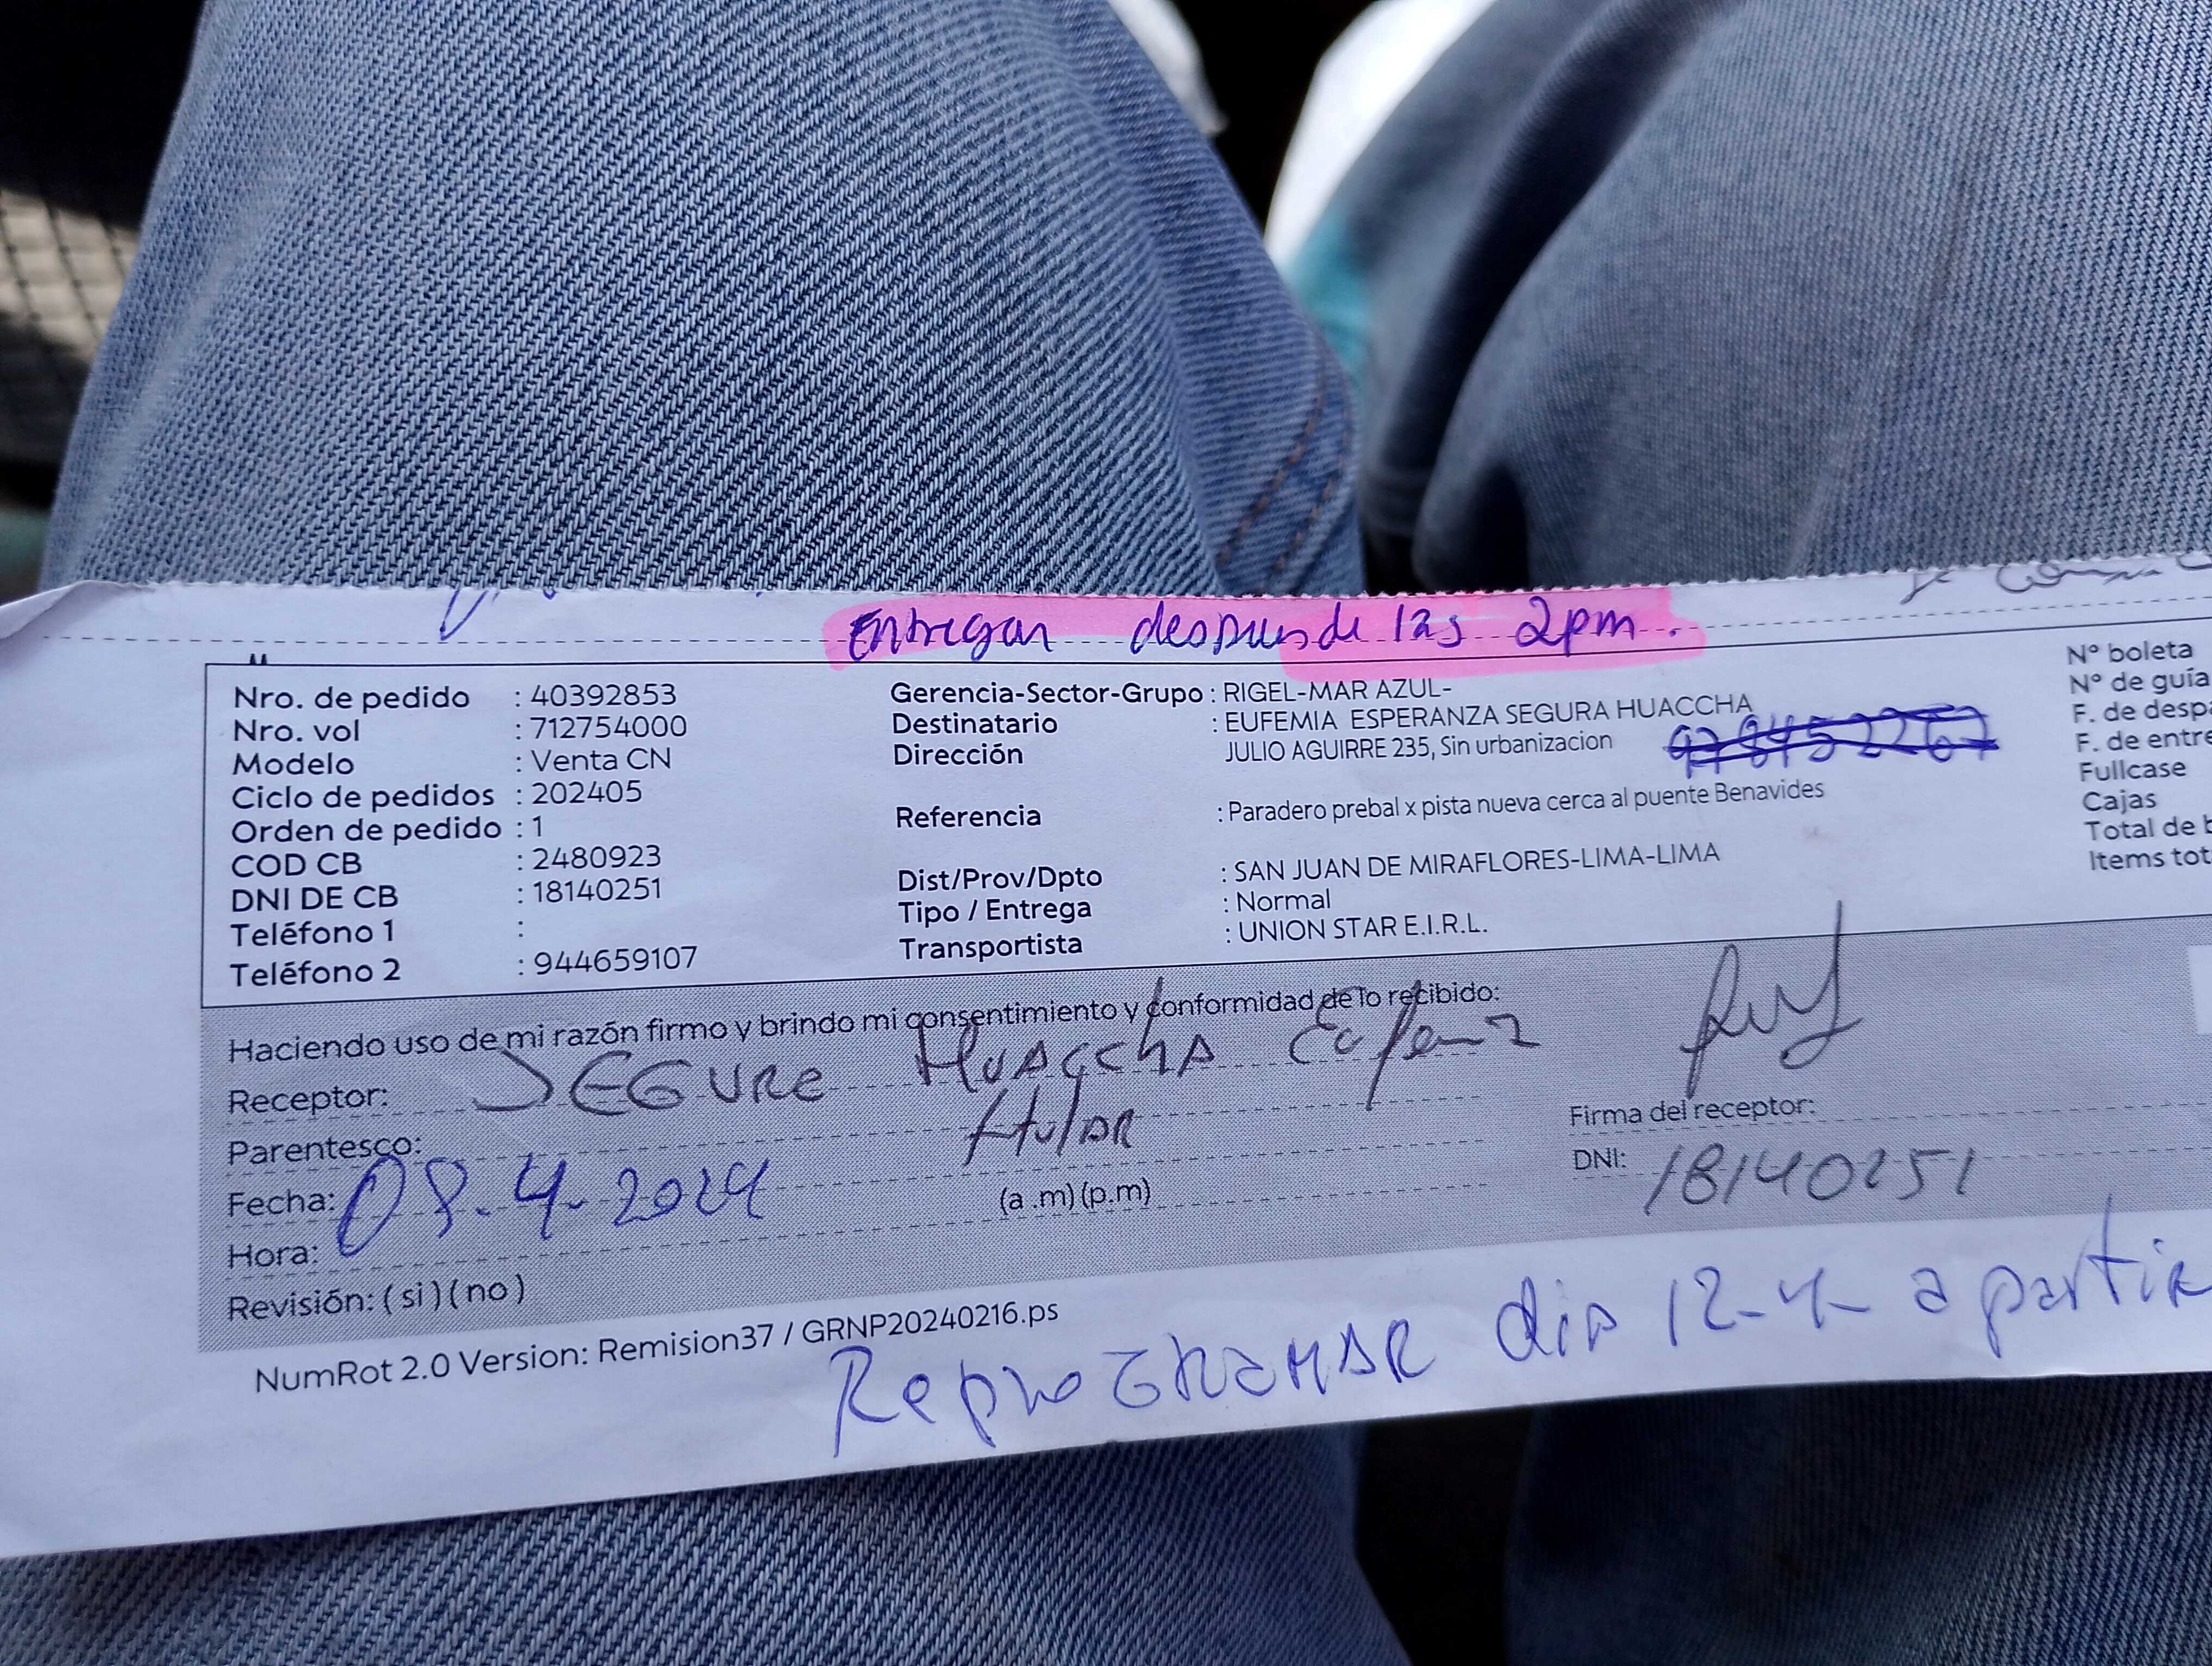 Entregar despues de las 2pm.
Nro. de pedido : 40392853
Nro. vol : 712754000
Modelo : Venta CN
Ciclo de pedidos : 202405
Orden de pedido : 1
COD CB : 2480923
DNI DE CB : 18140251
Teléfono 1 :
Teléfono 2 : 944659107
Gerencia-Sector-Grupo : RIGEL-MAR AZUL-
Destinatario : EUFEMIA ESPERANZA SEGURA HUACCHA
Dirección JULIO AGUIRRE 235, Sin urbanizacion
Referencia : Paradero prebal x pista nueva cerca al puente Benavides
Dist/Prov/Dpto : SAN JUAN DE MIRAFLORES-LIMA-LIMA
Tipo / Entrega : Normal
Transportista : UNION STAR E.I.R.L.
N° boleta
N° de guía
F. de
F. de
Fullcase
Cajas
Total de
Items
Haciendo uso de mi razón firmo y brindo mi consentimiento y conformidad de lo recibido:
Receptor: SEGURE HUACCHA
Parentesco: titular
Fecha: 08.4-2024
Hora: (a .m) (p.m)
Revisión: ( si ) ( no )
Firma del receptor:
DNI: 18140251
NumRot 2.0 Version: Remision37 / GRNP20240216.ps
ReproGRAMAR dia 12-4- a partir